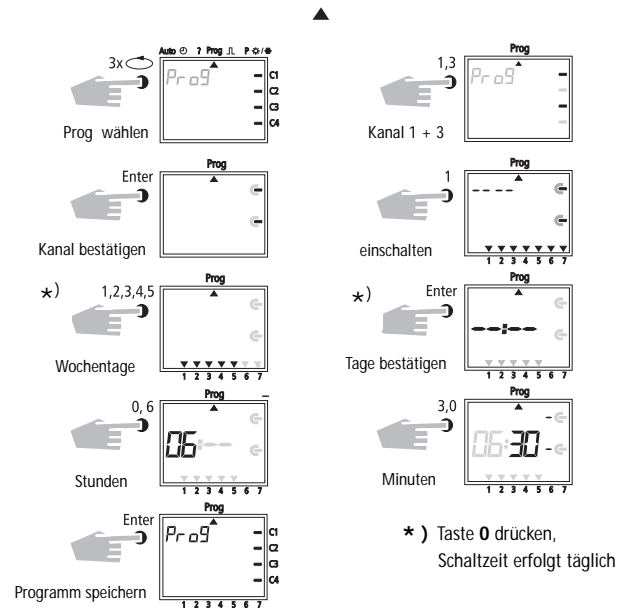 Auto ? Prog P /
3x
Prog
C1
C2
C3
C4
Prog wählen
Prog
1,3
Prog
Kanal 1 + 3
Prog
Enter
Kanal bestätigen
Prog
1
----
1 2 3 4 5 6 7
einschalten
Prog
*) 1,2,3,4,5
1 2 3 4 5 6 7
Wochentage
Prog
*) Enter
--:--
1 2 3 4 5 6 7
Tage bestätigen
Prog
0, 6
06:--
1 2 3 4 5 6 7
Stunden
Prog
3,0
06:30
1 2 3 4 5 6 7
Minuten
Prog
Enter
Prog
C1
C2
C3
C4
1 2 3 4 5 6 7
Programm speichern
*) Taste 0 drücken,
Schaltzeit erfolgt täglich